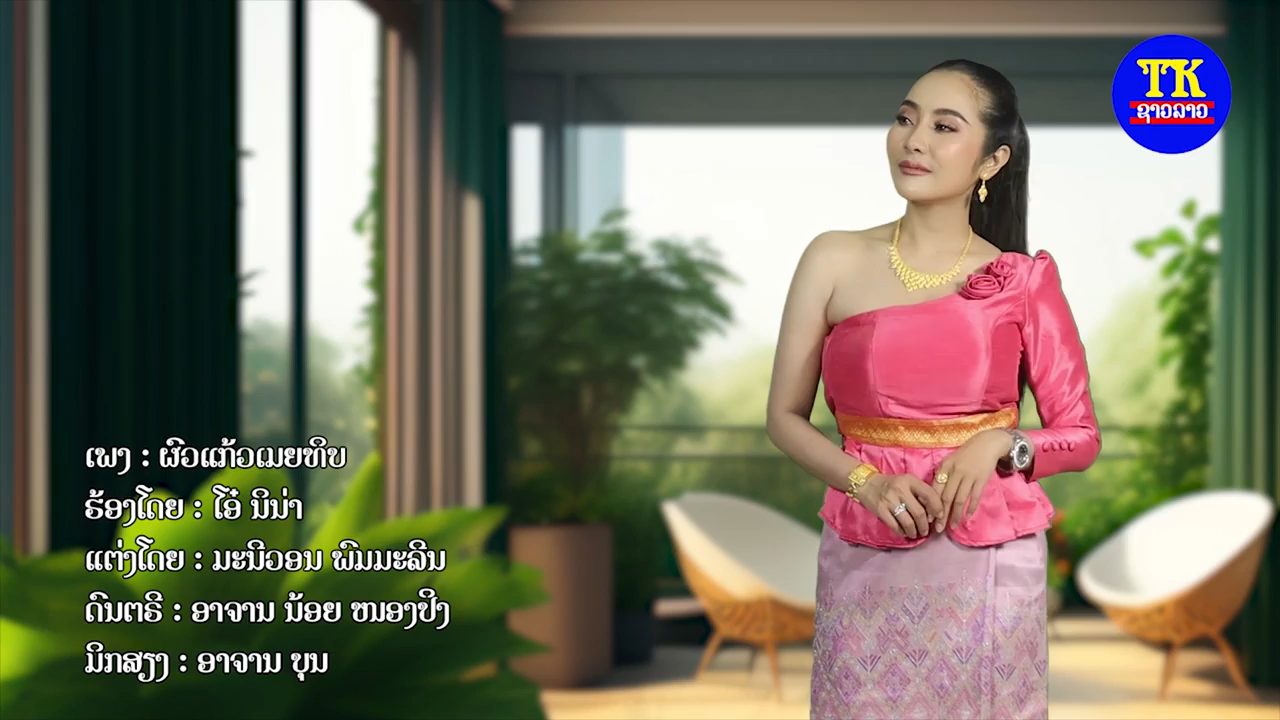 TK
ຊາວລາວ
ເພງ : ຜົວແກ້ວເມຍທິບ
ຮ້ອງໂດຍ : ໂອ໋ ນິນ່າ
ແຕ່ງໂດຍ : ມະນີວອນ ພົມມະລິນ
ດົນຕຣີ : ອາຈານ ນ້ອຍ ໜອງປິງ
ມິກສຽງ : ອາຈານ ບຸນ